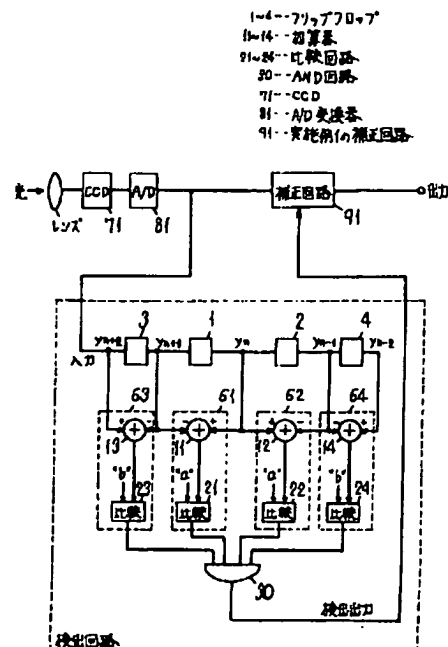 1~4--フリップフロップ
11~14--加算器
21~24--比較回路
30--AND回路
71--CCD
81--A/D変換器
91--実施例1の補正回路
光
レンズ
CCD
71
A/D
81
補正回路
91
出力
入力
yn+2
3
yn+1
1
yn
2
yn-1
4
yn-2
63
61
62
64
13
11
12
14
"b"
23
"a"
21
"a"
22
"b"
24
比較
比較
比較
比較
30
検出出力
検出回路